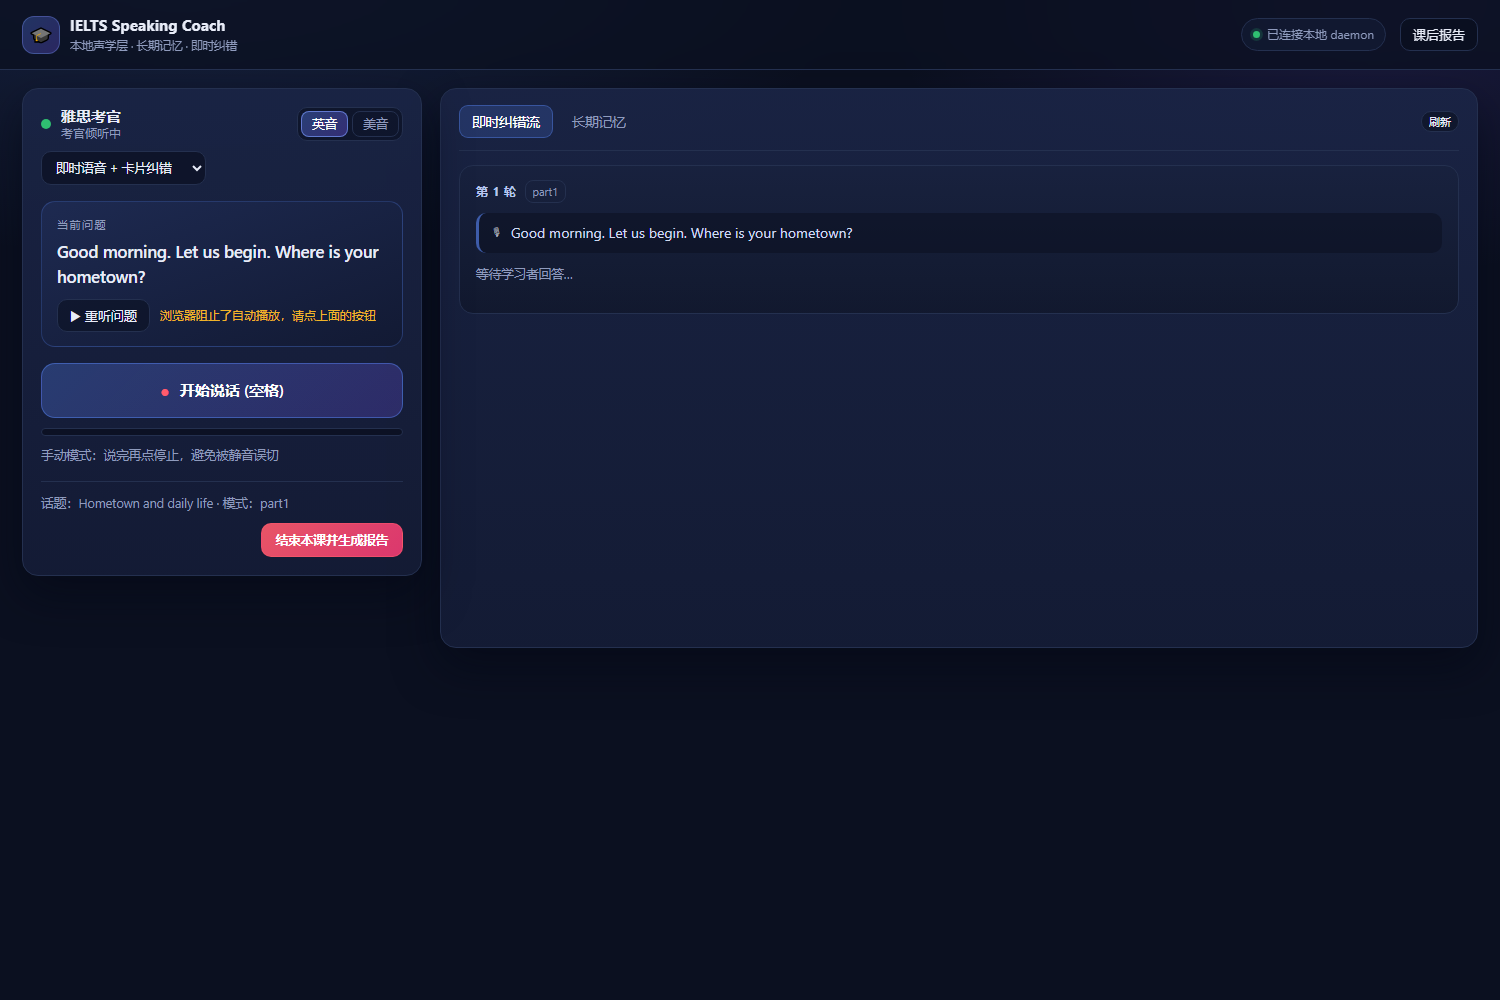 IELTS Speaking Coach
本地声学层 · 长期记忆 · 即时纠错
已连接本地 daemon
课后报告
雅思考官
考官倾听中
英音
美音
即时语音 + 卡片纠错
当前问题
Good morning. Let us begin. Where is your
hometown?
▶ 重听问题
浏览器阻止了自动播放，请点上面的按钮
开始说话 (空格)
手动模式：说完再点停止，避免被静音误切
话题：Hometown and daily life · 模式：part1
结束本课并生成报告
即时纠错流
长期记忆
刷新
第 1 轮
part1
Good morning. Let us begin. Where is your hometown?
等待学习者回答...